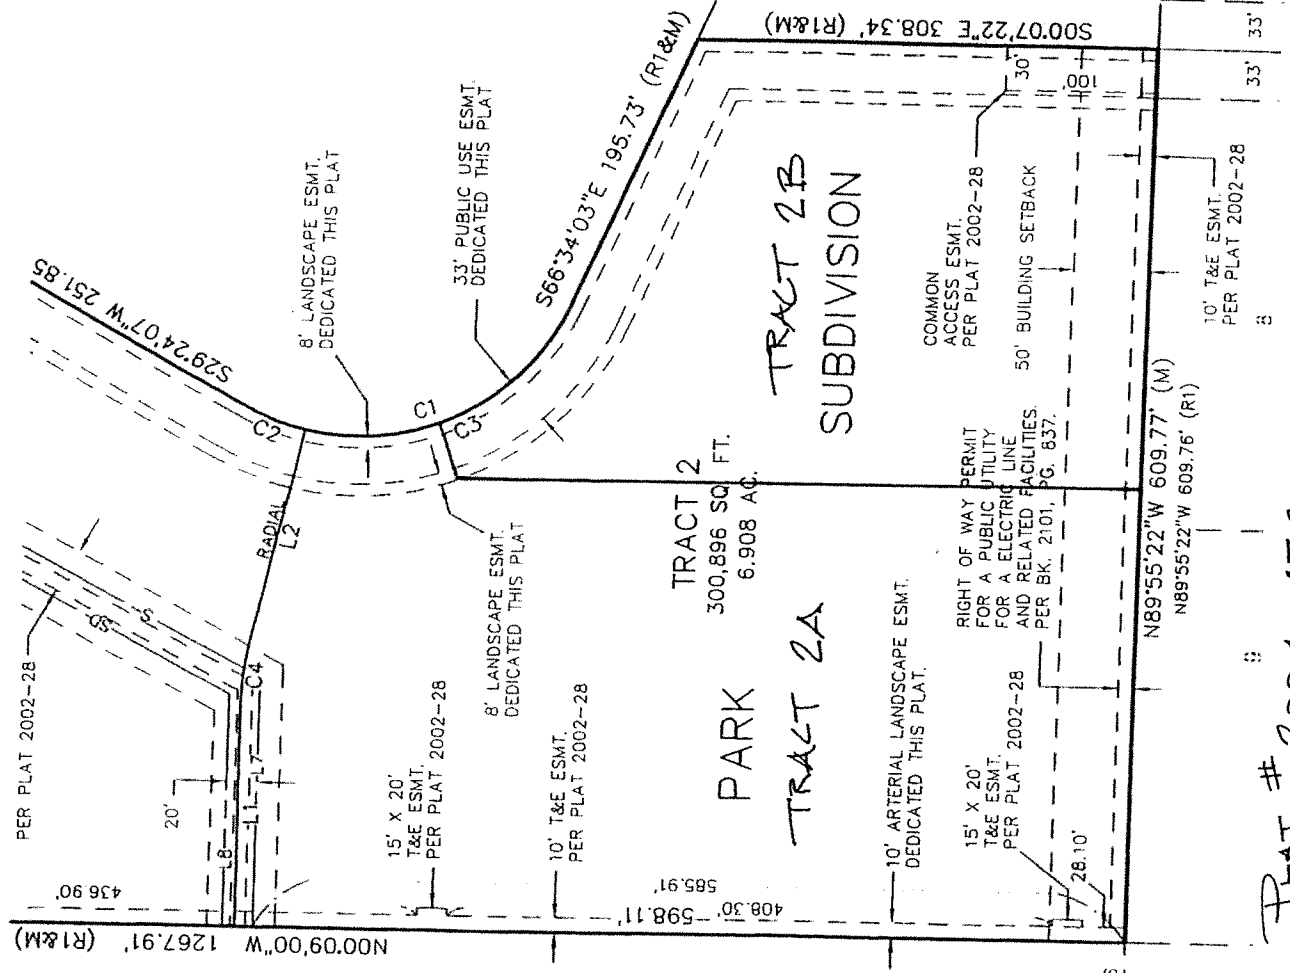 PER PLAT 2002-28
436.90'
20'
N00°09'00"W 1267.91' (R1&M)
L8
L1
L7
C4
SD
S
RADIAL
L2
C2
S29°24'07"W 251.85
8' LANDSCAPE ESMT.
DEDICATED THIS PLAT
C1
C3
33' PUBLIC USE ESMT.
DEDICATED THIS PLAT
S66°34'03"E 195.73' (R1&M)
S00°07'22"E 308.34' (R1&M)
33'
33'
30'
100'
15' X 20'
T&E ESMT.
PER PLAT 2002-28
8' LANDSCAPE ESMT.
DEDICATED THIS PLAT
10' T&E ESMT.
PER PLAT 2002-28
TRACT 2
300,896 SQ. FT.
6.908 AC.
PARK
SUBDIVISION
TRACT 2A
TRACT 2B
598.11'
585.91'
408.30'
10' ARTERIAL LANDSCAPE ESMT.
DEDICATED THIS PLAT.
COMMON
ACCESS ESMT.
PER PLAT 2002-28
RIGHT OF WAY PERMIT
FOR A PUBLIC UTILITY
FOR A ELECTRIC LINE
AND RELATED FACILITIES.
PER BK. 2101, PG. 837.
50' BUILDING SETBACK
15' X 20'
T&E ESMT.
PER PLAT 2002-28
28.10'
N89°55'22"W 609.77' (M)
N89°55'22"W 609.76' (R1)
10' T&E ESMT.
PER PLAT 2002-28
8
9
PLAT #